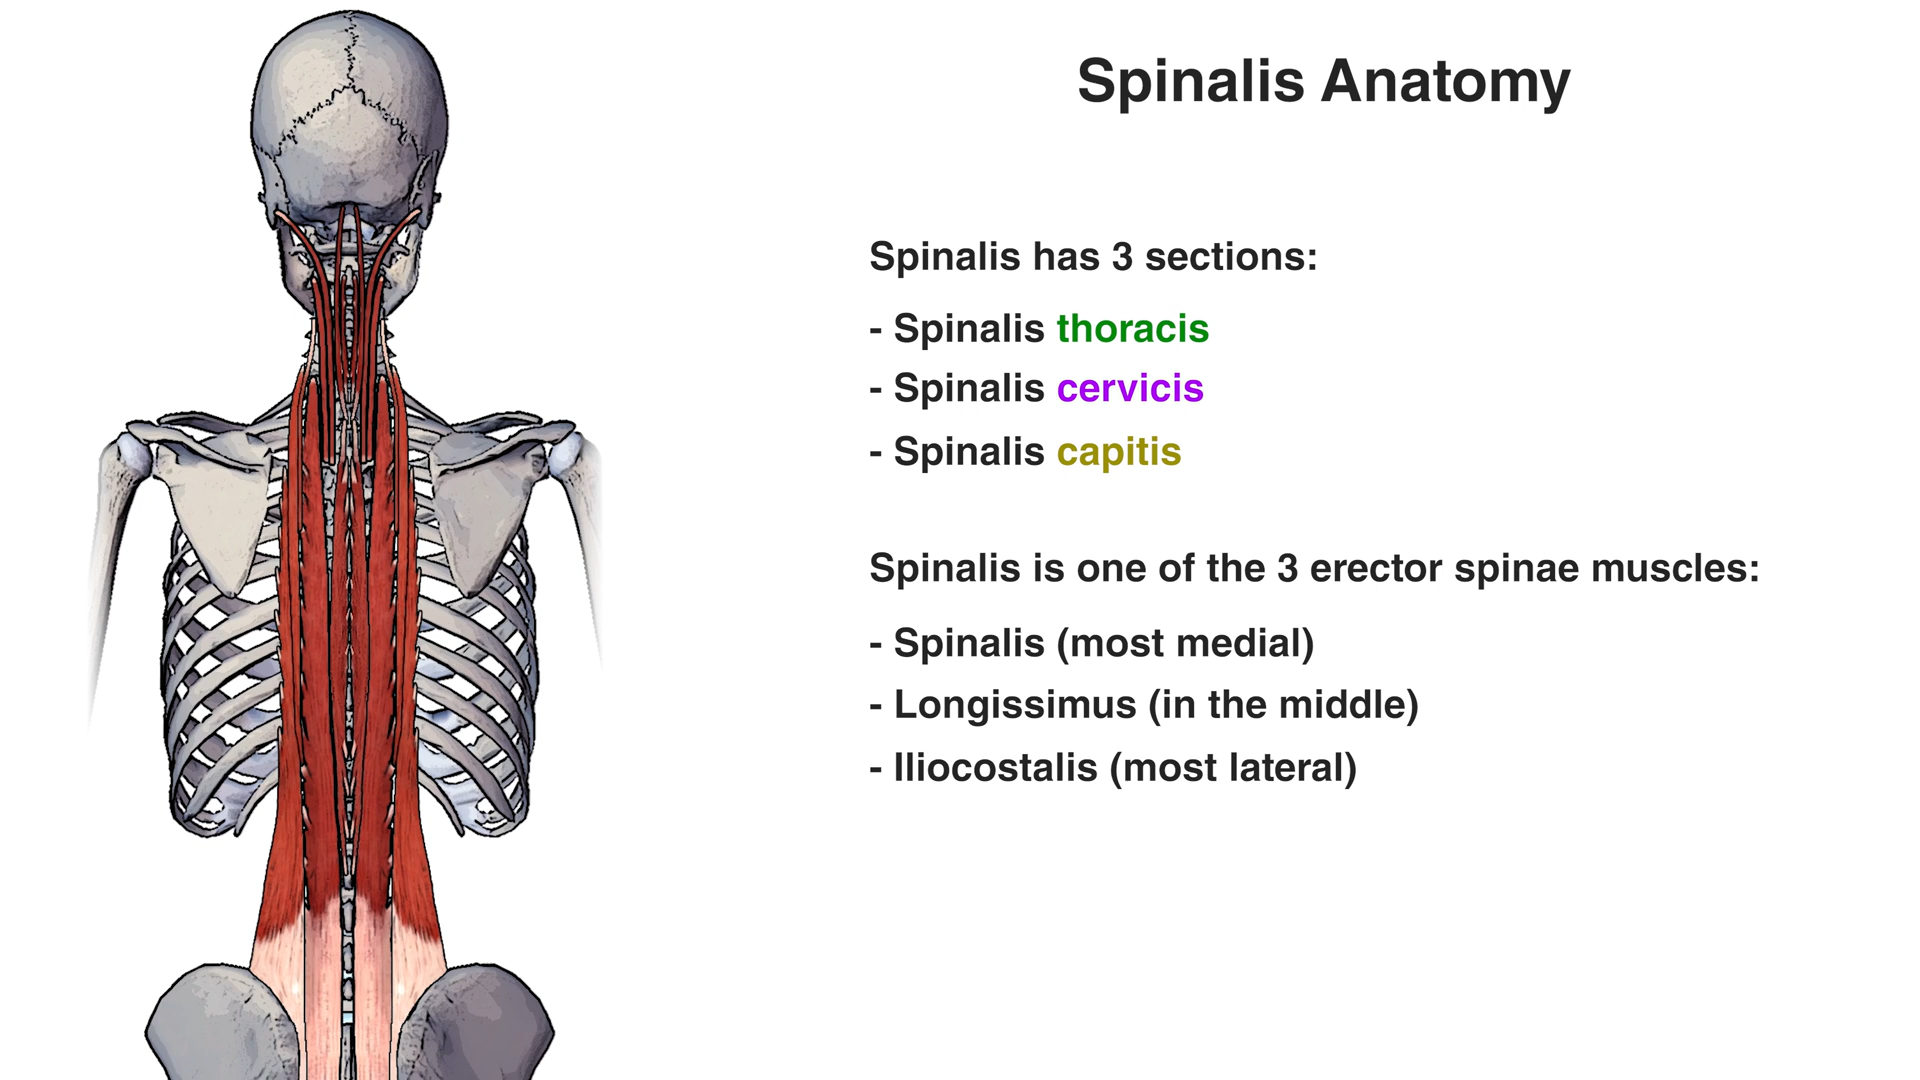 Spinalis Anatomy
Spinalis has 3 sections:
- Spinalis thoracis
- Spinalis cervicis
- Spinalis capitis
Spinalis is one of the 3 erector spinae muscles:
- Spinalis (most medial)
- Longissimus (in the middle)
- Iliocostalis (most lateral)